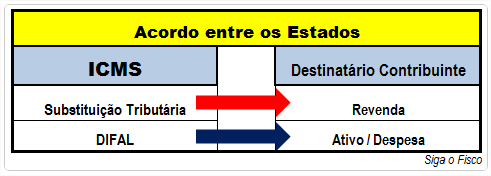 Acordo entre os Estados
ICMS
Destinatário Contribuinte
Substituição Tributária
Revenda
DIFAL
Ativo / Despesa
Siga o Fisco